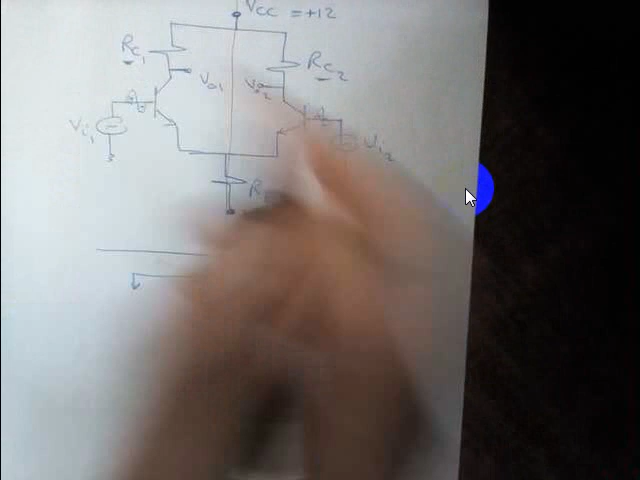 VCC = +12
RC1
RC2
Vo1
Vo2
Vi1
Vi2
R